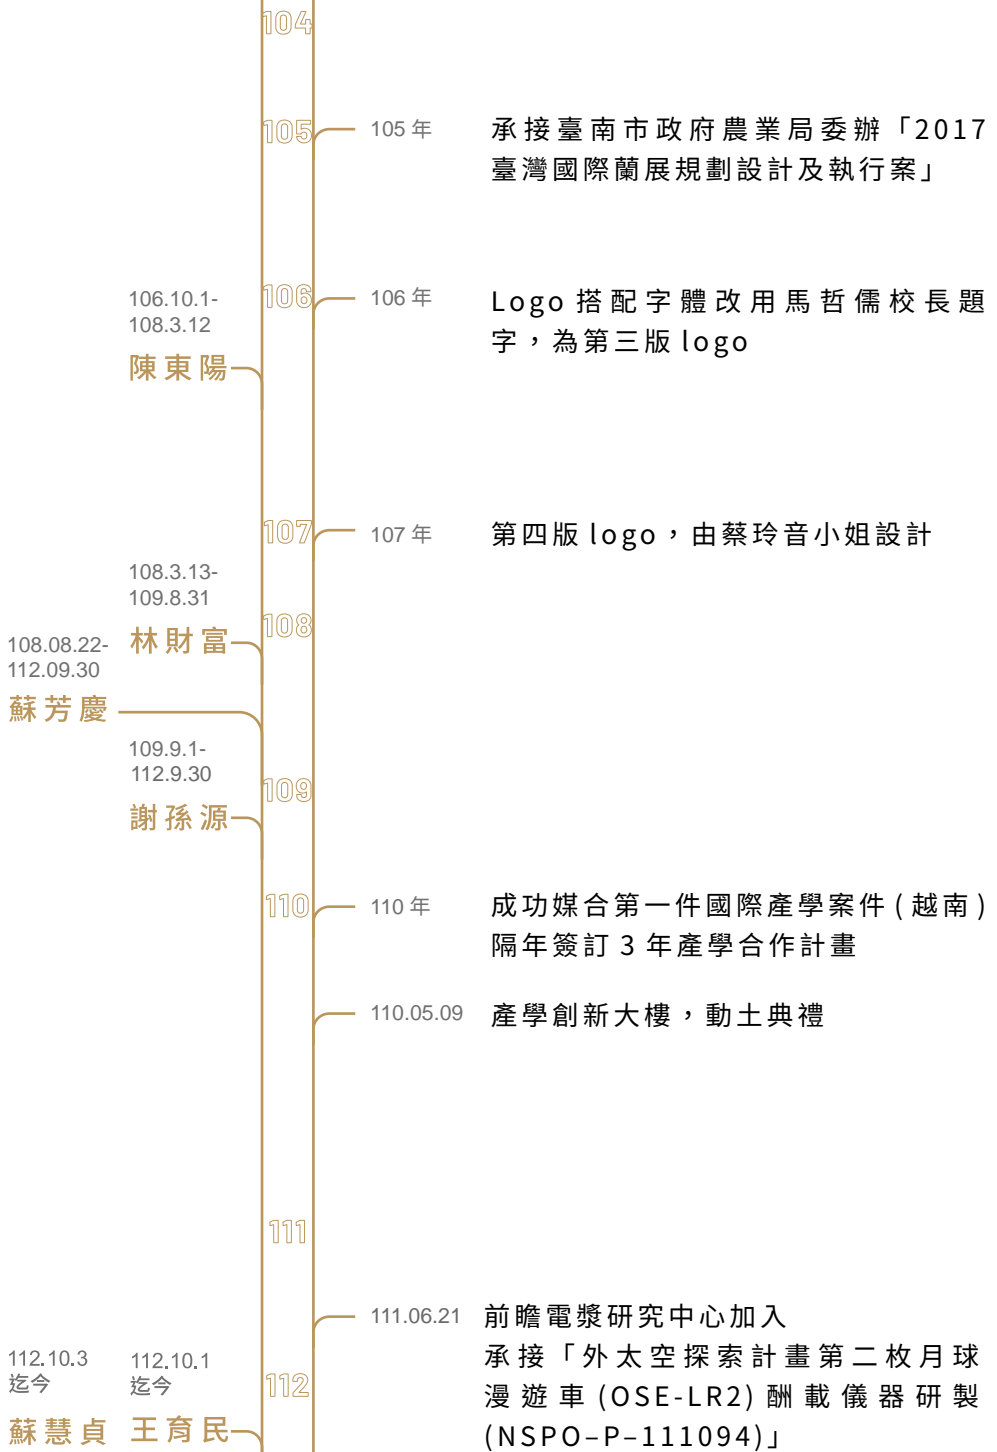 104
105
105 年
承接臺南市政府農業局委辦「2017
臺灣國際蘭展規劃設計及執行案」
106.10.1-
108.3.12
陳東陽
106
106 年
Logo 搭配字體改用馬哲儒校長題
字，為第三版 logo
107
107 年
第四版 logo，由蔡玲音小姐設計
108.3.13-
109.8.31
林財富
108
108.08.22-
112.09.30
蘇芳慶
109.9.1-
112.9.30
謝孫源
109
110
110 年
成功媒合第一件國際產學案件 ( 越南 )
隔年簽訂 3 年產學合作計畫
110.05.09
產學創新大樓，動土典禮
111
111.06.21
前瞻電漿研究中心加入
承接「外太空探索計畫第二枚月球
漫遊車 (OSE-LR2) 酬載儀器研製
(NSPO–P–111094)」
112.10.3
迄今
蘇慧貞
112.10.1
迄今
王育民
112